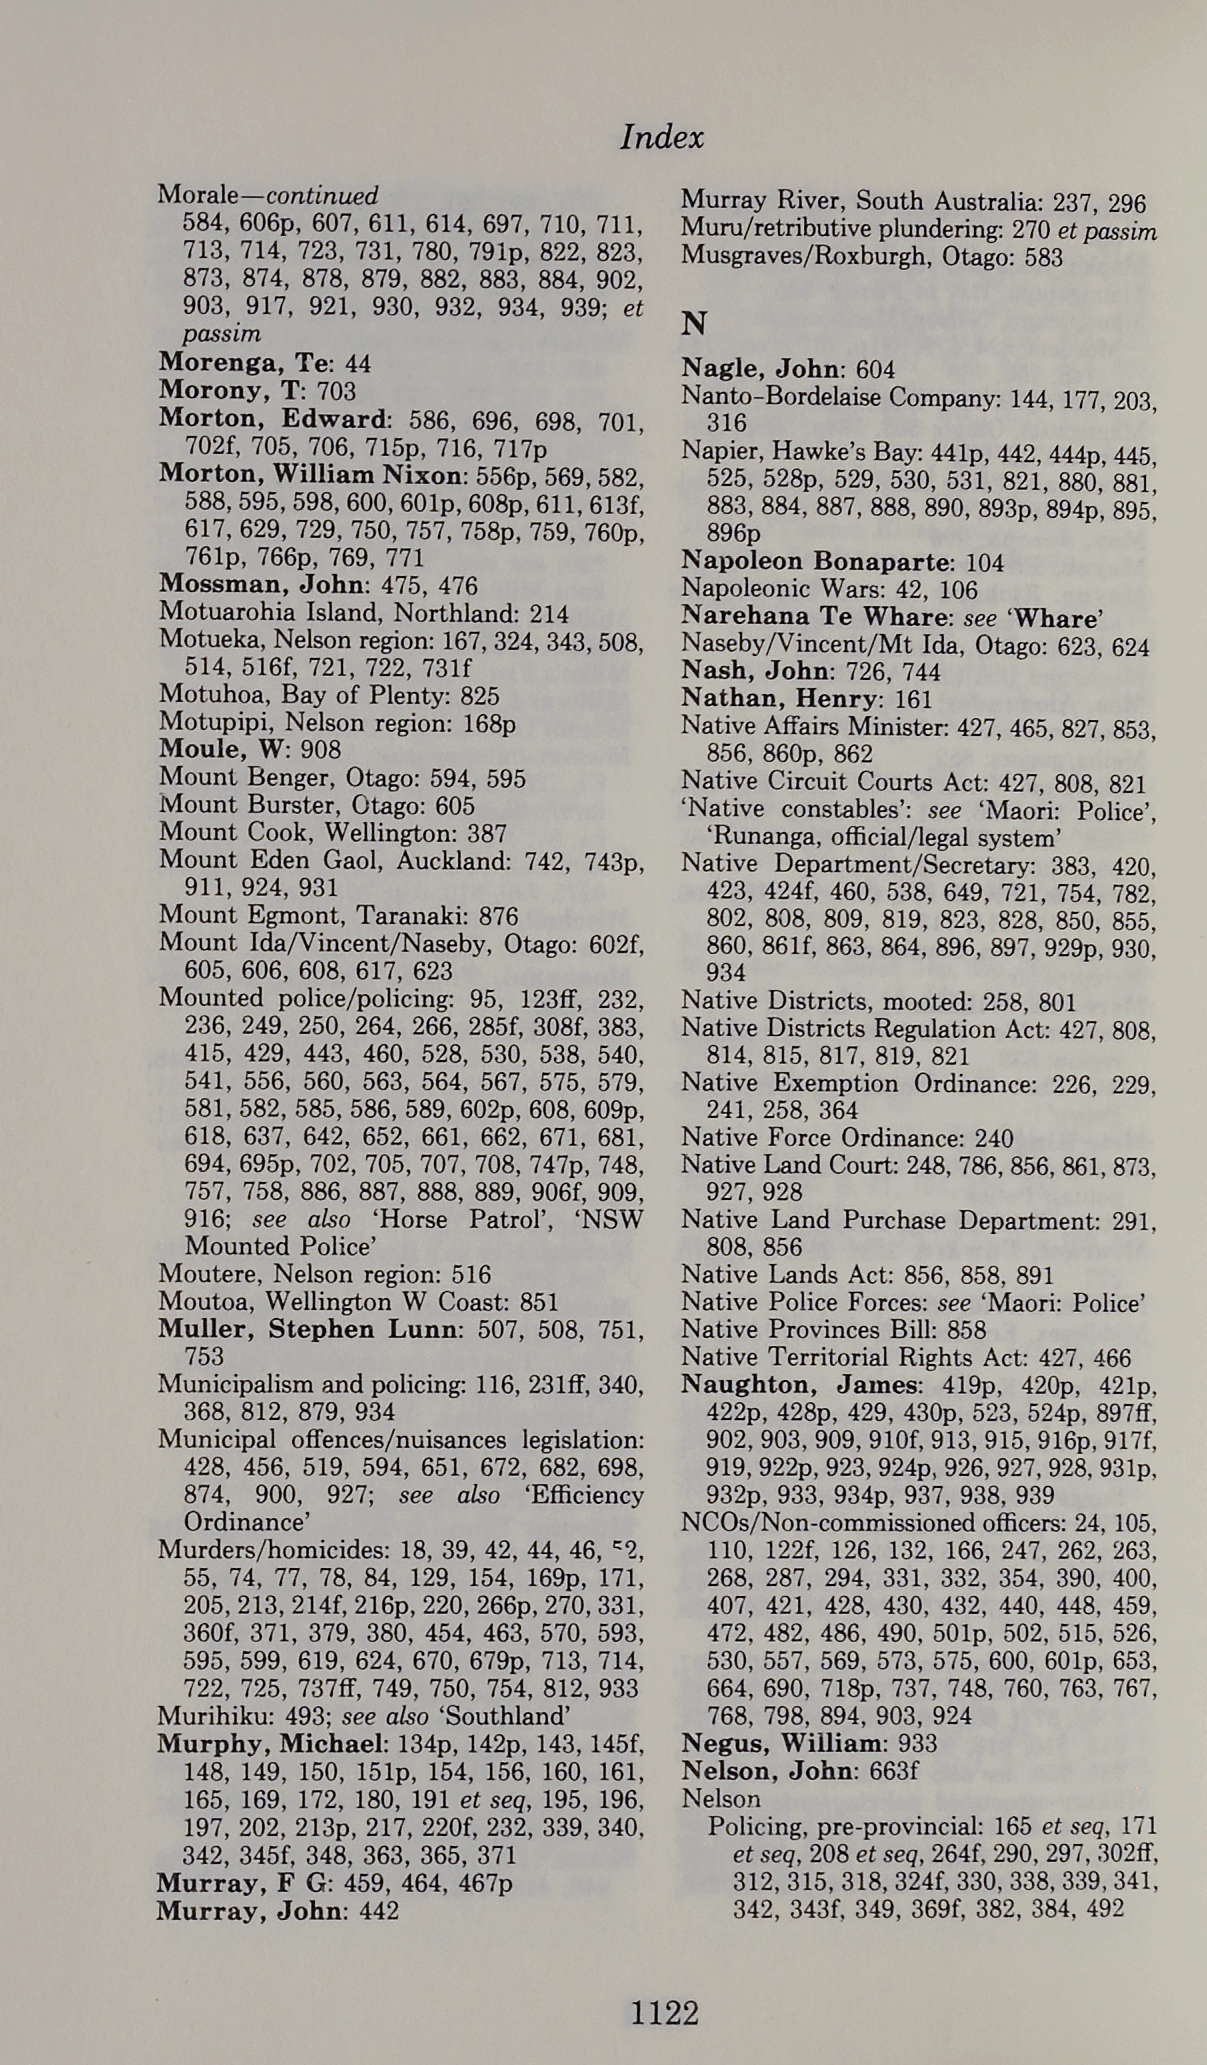 Index
Morale—continued
584, 606p, 607, 611, 614, 697, 710, 711,
713, 714, 723, 731, 780, 791p, 822, 823,
873, 874, 878, 879, 882, 883, 884, 902,
903, 917, 921, 930, 932, 934, 939; et
passim
Morenga, Te: 44
Morony, T: 703
Morton, Edward: 586, 696, 698, 701,
702f, 705, 706, 715p, 716, 717p
Morton, William Nixon: 556p, 569, 582,
588, 595, 598, 600, 601p, 608p, 611, 613f,
617, 629, 729, 750, 757, 758p, 759, 760p,
761p, 766p, 769, 771
Mossman, John: 475, 476
Motuarohia Island, Northland: 214
Motueka, Nelson region: 167, 324, 343, 508,
514, 516f, 721, 722, 731f
Motuhoa, Bay of Plenty: 825
Motupipi, Nelson region: 168p
Moule, W: 908
Mount Benger, Otago: 594, 595
Mount Burster, Otago: 605
Mount Cook, Wellington: 387
Mount Eden Gaol, Auckland: 742, 743p,
911, 924, 931
Mount Egmont, Taranaki: 876
Mount Ida/Vincent/Naseby, Otago: 602f,
605, 606, 608, 617, 623
Mounted police/policing: 95, 123ff, 232,
236, 249, 250, 264, 266, 285f, 308f, 383,
415, 429, 443, 460, 528, 530, 538, 540,
541, 556, 560, 563, 564, 567, 575, 579,
581, 582, 585, 586, 589, 602p, 608, 609p,
618, 637, 642, 652, 661, 662, 671, 681,
694, 695p, 702, 705, 707, 708, 747p, 748,
757, 758, 886, 887, 888, 889, 906f, 909,
916; see also ‘Horse Patrol’, ‘NSW
Mounted Police’
Moutere, Nelson region: 516
Moutoa, Wellington W Coast: 851
Muller, Stephen Lunn: 507, 508, 751,
753
Municipalism and policing: 116, 231ff, 340,
368, 812, 879, 934
Municipal offences/nuisances legislation:
428, 456, 519, 594, 651, 672, 682, 698,
874, 900, 927; see also ‘Efficiency
Ordinance’
Murders/homicides: 18, 39, 42, 44, 46,
55, 74, 77, 78, 84, 129, 154, 169p, 171,
205, 213, 214f, 216p, 220, 266p, 270, 331,
360f, 371, 379, 380, 454, 463, 570, 593,
595, 599, 619, 624, 670, 679p, 713, 714,
722, 725, 737ff, 749, 750, 754, 812, 933
Murihiku: 493; see also ‘Southland’
Murphy, Michael: 134p, 142p, 143, 145f,
148, 149, 150, 151p, 154, 156, 160, 161,
165, 169, 172, 180, 191 et seq, 195, 196,
197, 202, 213p, 217, 220f, 232, 339, 340,
342, 345f, 348, 363, 365, 371
Murray, F G: 459, 464, 467p
Murray, John: 442
Murray River, South Australia: 237, 296
Muru/retributive plundering: 270 et passim
Musgraves/Roxburgh, Otago: 583
N
Nagle, John: 604
Nanto-Bordelaise Company: 144, 177, 203,
316
Napier, Hawke’s Bay: 441p, 442, 444p, 445,
525, 528p, 529, 530, 531, 821, 880, 881,
883, 884, 887, 888, 890, 893p, 894p, 895,
896p
Napoleon Bonaparte: 104
Napoleonic Wars: 42, 106
Narehana Te Whare: see ‘Whare’
Naseby/Vincent/Mt Ida, Otago: 623, 624
Nash, John: 726, 744
Nathan, Henry: 161
Native Affairs Minister: 427, 465, 827, 853,
856, 860p, 862
Native Circuit Courts Act: 427, 808, 821
‘Native constables’: see ‘Maori: Police’,
‘Runanga, official/legal system’
Native Department/Secretary: 383, 420,
423, 424f, 460, 538, 649, 721, 754, 782,
802, 808, 809, 819, 823, 828, 850, 855,
860, 861f, 863, 864, 896, 897, 929p, 930,
934
Native Districts, mooted: 258, 801
Native Districts Regulation Act: 427, 808,
814, 815, 817, 819, 821
Native Exemption Ordinance: 226, 229,
241, 258, 364
Native Force Ordinance: 240
Native Land Court: 248, 786, 856, 861, 873,
927, 928
Native Land Purchase Department: 291,
808, 856
Native Lands Act: 856, 858, 891
Native Police Forces: see ‘Maori: Police’
Native Provinces Bill: 858
Native Territorial Rights Act: 427, 466
Naughton, James: 419p, 420p, 421p,
422p, 428p, 429, 430p, 523, 524p, 897ff,
902, 903, 909, 910f, 913, 915, 916p, 917f,
919, 922p, 923, 924p, 926, 927, 928, 931p,
932p, 933, 934p, 937, 938, 939
NCOs/Non-commissioned officers: 24, 105,
110, 122f, 126, 132, 166, 247, 262, 263,
268, 287, 294, 331, 332, 354, 390, 400,
407, 421, 428, 430, 432, 440, 448, 459,
472, 482, 486, 490, 501p, 502, 515, 526,
530, 557, 569, 573, 575, 600, 601p, 653,
664, 690, 718p, 737, 748, 760, 763, 767,
768, 798, 894, 903, 924
Negus, William: 933
Nelson, John: 663f
Nelson
Policing, pre-provincial: 165 et seq, 171
et seq, 208 et seq, 264f, 290, 297, 302ff,
312, 315, 318, 324f, 330, 338, 339, 341,
342, 343f, 349, 369f, 382, 384, 492
1122